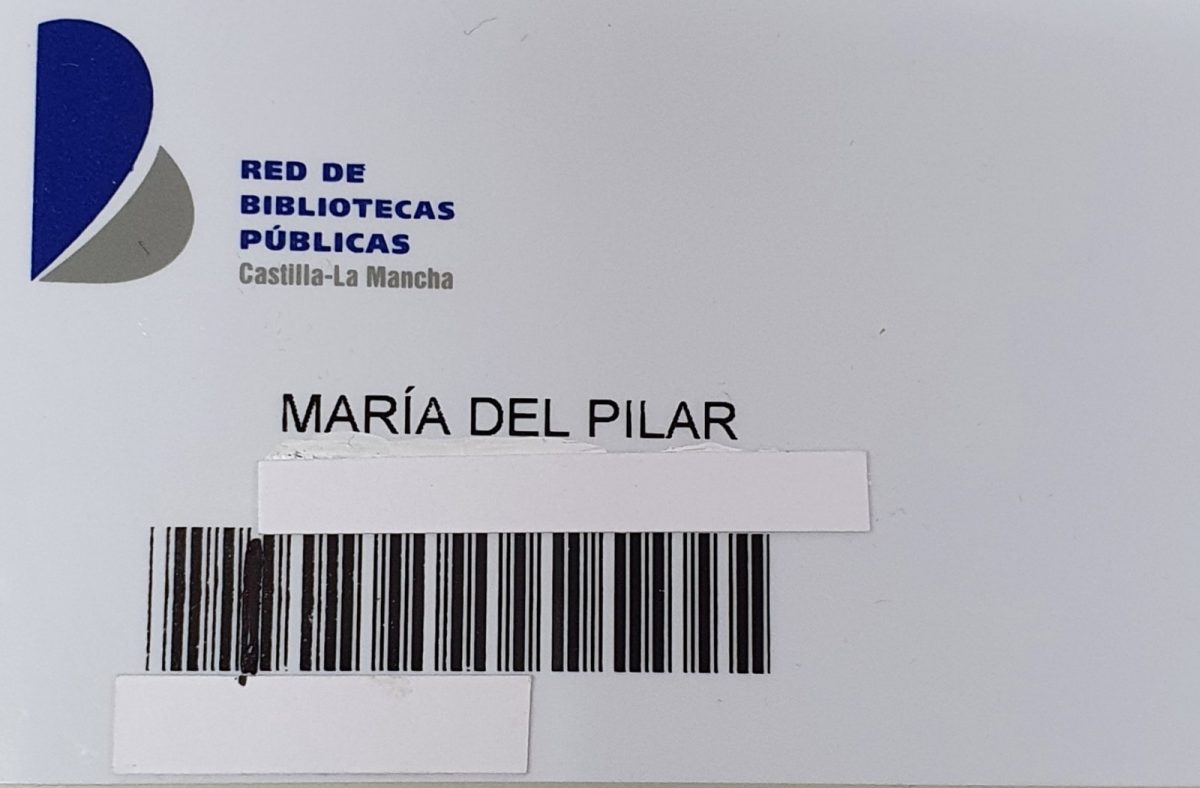 RED DE
BIBLIOTECAS
PÚBLICAS
Castilla-La Mancha
MARÍA DEL PILAR